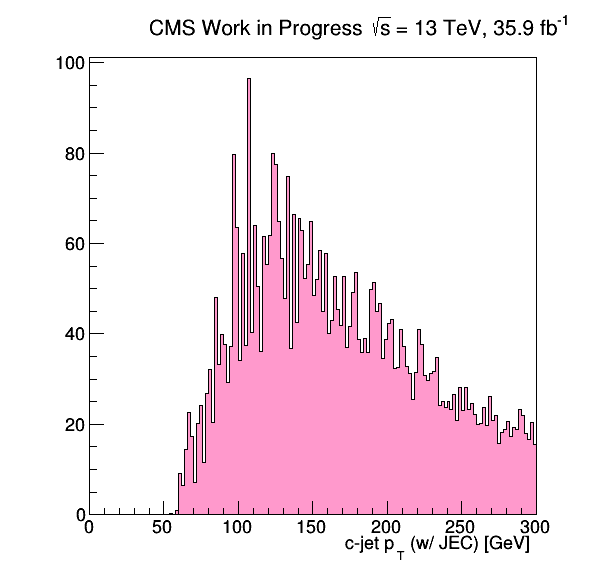 CMS Work in Progress √s = 13 TeV, 35.9 fb⁻¹
100
80
60
40
20
0
0 50 100 150 200 250 300
c-jet p_T (w/ JEC) [GeV]